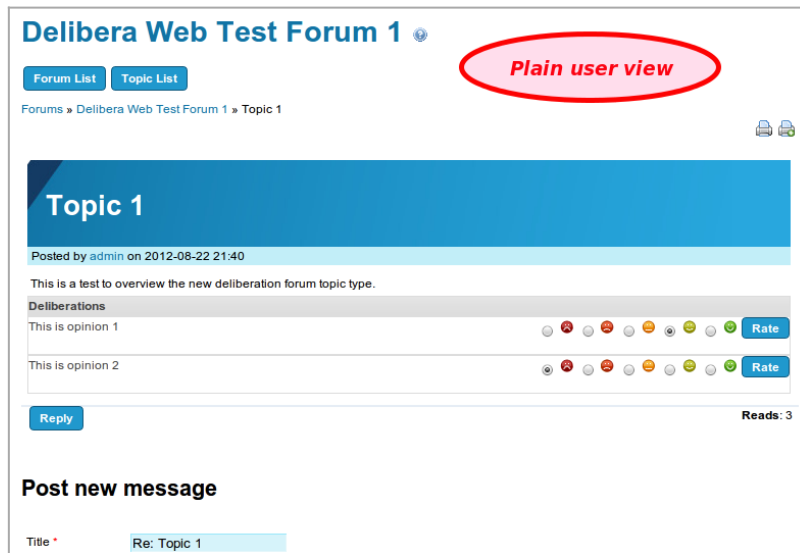 Delibera Web Test Forum 1
Plain user view
Forum List Topic List
Forums » Delibera Web Test Forum 1 » Topic 1
Topic 1
Posted by admin on 2012-08-22 21:40
This is a test to overview the new deliberation forum topic type.
Deliberations
This is opinion 1 Rate
This is opinion 2 Rate
Reply Reads: 3
Post new message
Title * Re: Topic 1